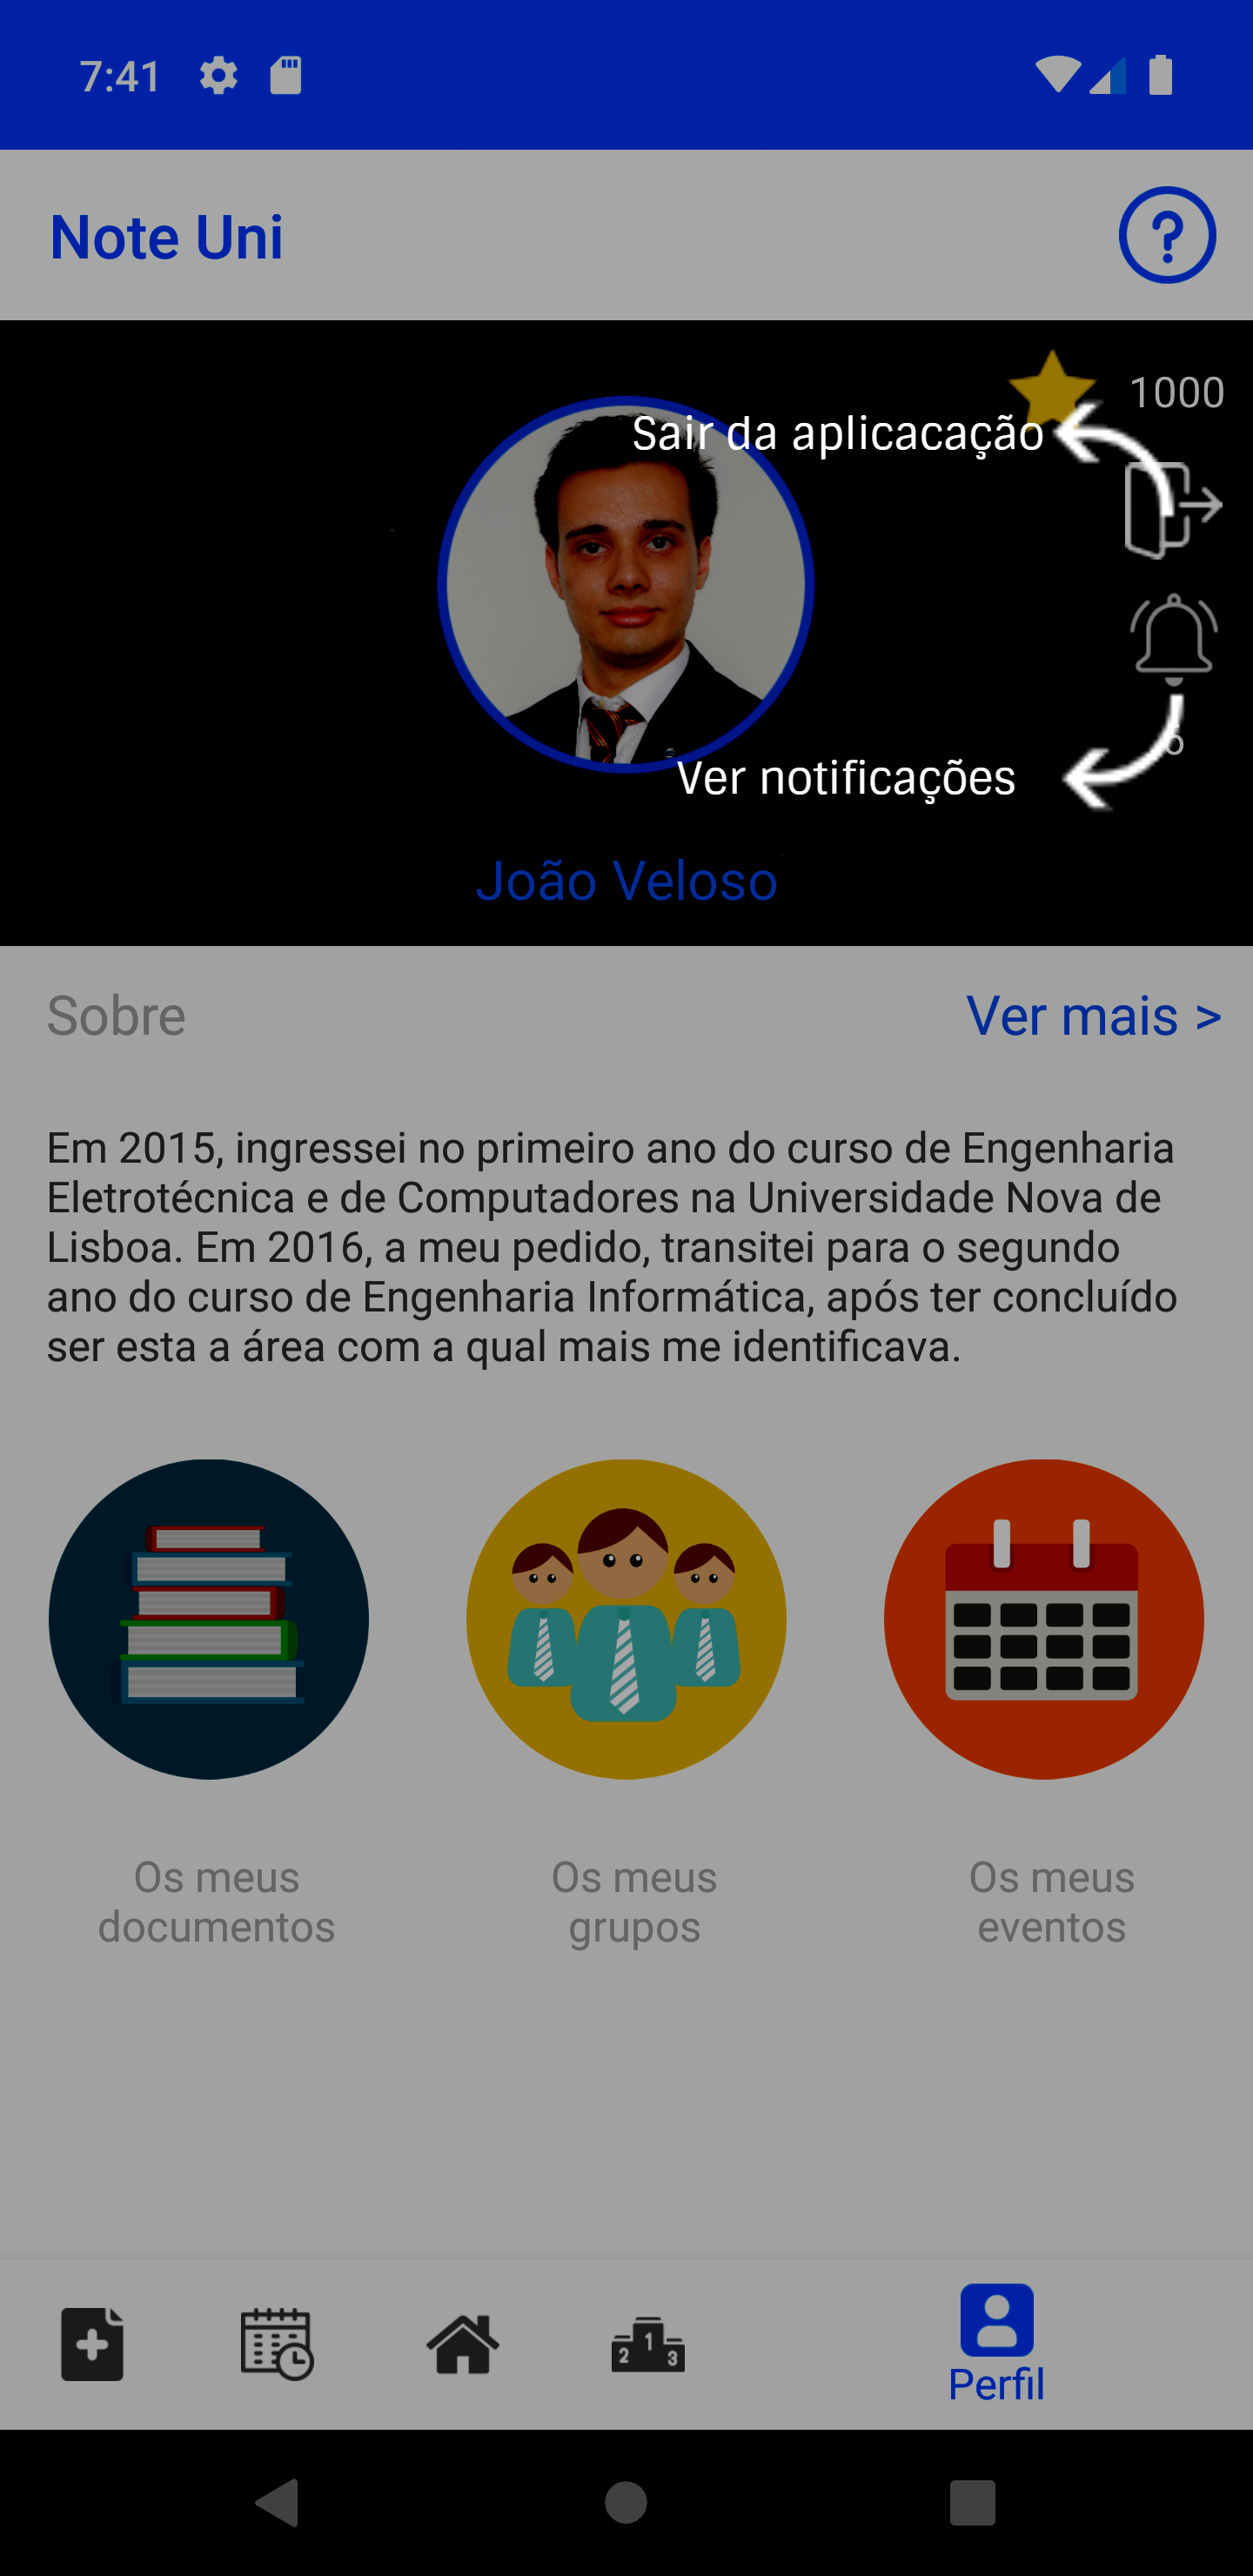 7:41
Note Uni
?
1000
Sair da aplicacação
6
Ver notificações
João Veloso
Sobre
Ver mais >
Em 2015, ingressei no primeiro ano do curso de Engenharia
Eletrotécnica e de Computadores na Universidade Nova de
Lisboa. Em 2016, a meu pedido, transitei para o segundo
ano do curso de Engenharia Informática, após ter concluído
ser esta a área com a qual mais me identificava.
Os meus
documentos
Os meus
grupos
Os meus
eventos
2 1 3
Perfil